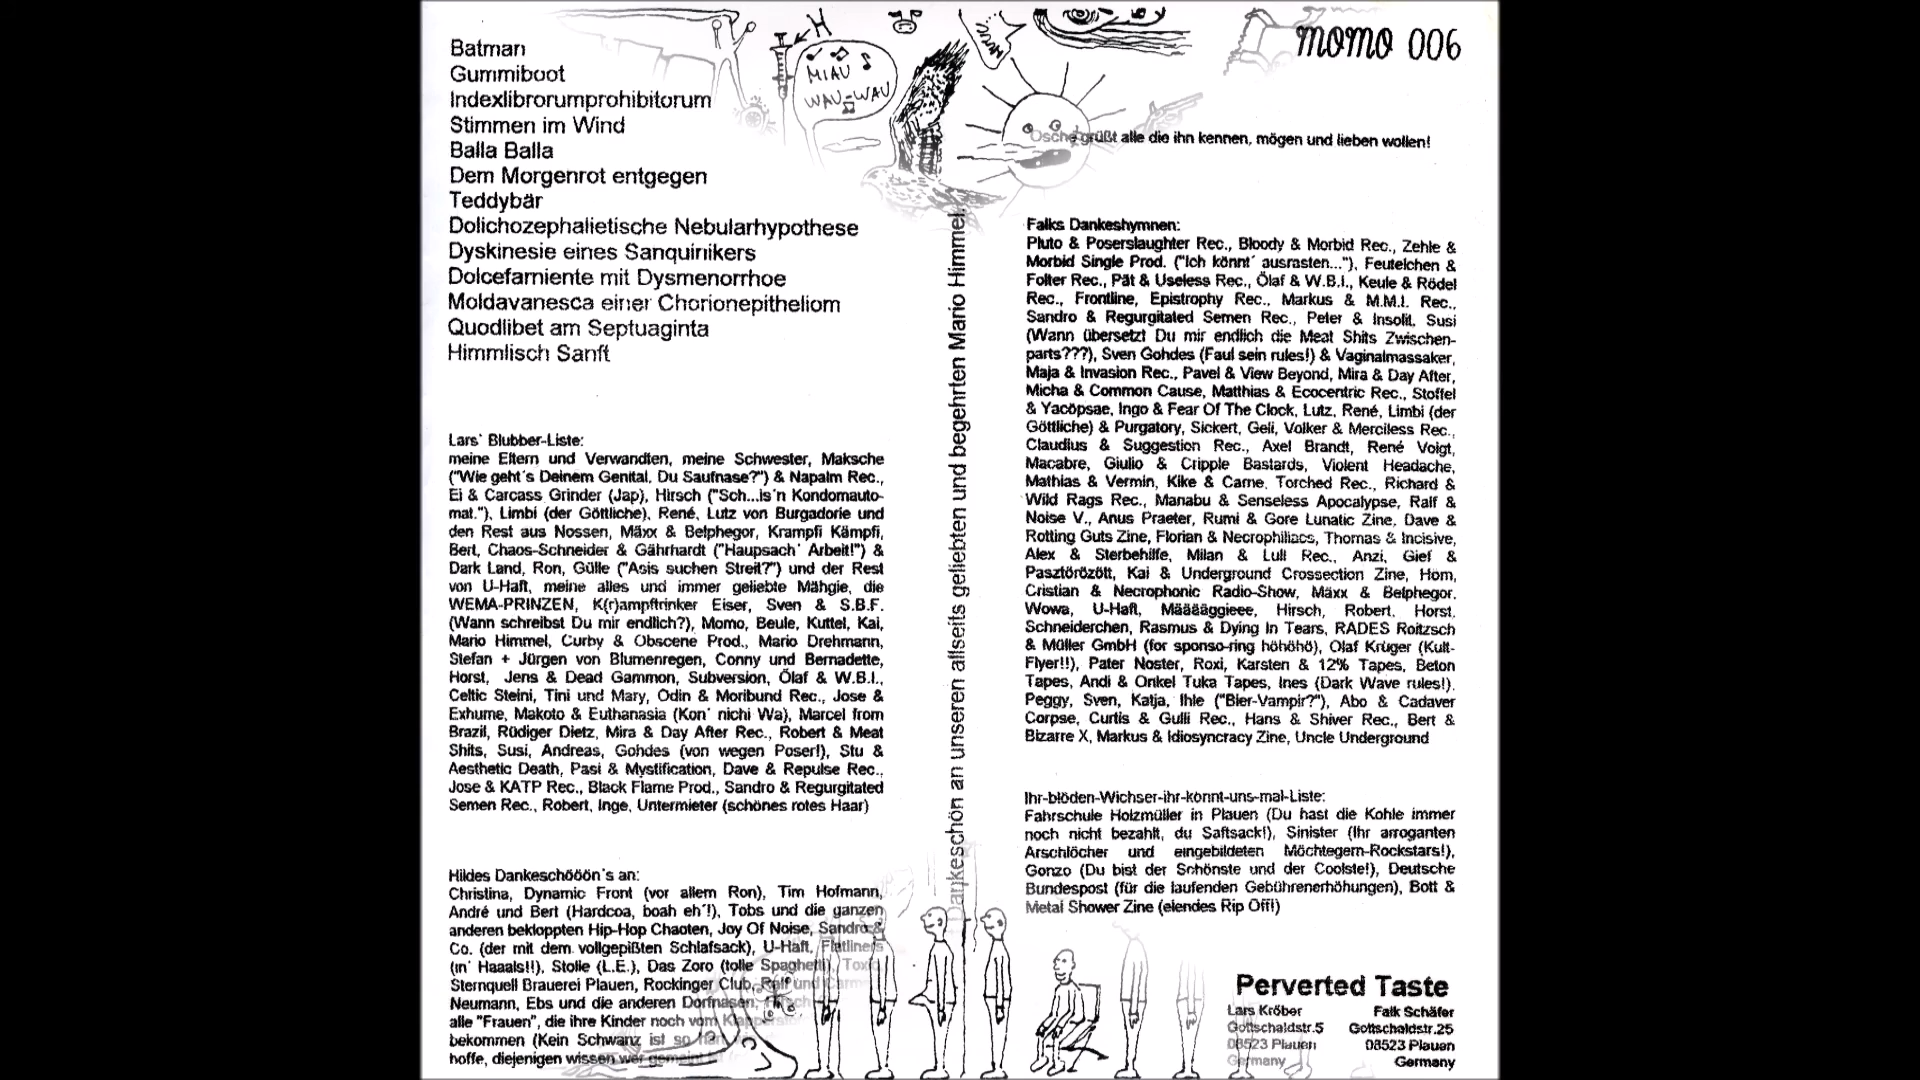 Batman
Gummiboot
Indexlibrorumprohibitorum
Stimmen im Wind
Balla Balla
Dem Morgenrot entgegen
Teddybär
Dolichozephalietische Nebularhypothese
Dyskinesie eines Sanquinikers
Dolcefarniente mit Dysmenorrhoe
Moldavanesca einer Chorionepitheliom
Quodlibet am Septuaginta
Himmlisch Sanft
H
MIAU
WAU-WAU
momo 006
Osche grüßt alle die ihn kennen, mögen und lieben wollen!
Lars' Blubber-Liste:
meine Eltern und Verwandten, meine Schwester, Maksche
("Wie geht's Deinem Genital, Du Saufnase?") & Napalm Rec.,
Ei & Carcass Grinder (Jap), Hirsch ("Sch...is'n Kondomauto-
mat."), Limbi (der Göttliche), René, Lutz von Burgadorie und
den Rest aus Nossen, Mäxx & Belphegor, Krampfi Kämpfi,
Bert, Chaos-Schneider & Gährhardt ("Haupsach' Arbeit!") &
Dark Land, Ron, Gülle ("Asis suchen Streit?") und der Rest
von U-Haft, meine alles und immer geliebte Mähgie, die
WEMA-PRINZEN, K(r)ampftrinker Eiser, Sven & S.B.F.
(Wann schreibst Du mir endlich?), Momo, Beule, Kuttel, Kai,
Mario Himmel, Curby & Obscene Prod., Mario Drehmann,
Stefan + Jürgen von Blumenregen, Conny und Bernadette,
Horst, Jens & Dead Gammon, Subversion, Ölaf & W.B.I.,
Celtic Steini, Tini und Mary, Odin & Moribund Rec., Jose &
Exhume, Makoto & Euthanasia (Kon' nichi Wa), Marcel from
Brazil, Rüdiger Dietz, Mira & Day After Rec., Robert & Meat
Shits, Susi, Andreas, Gohdes (von wegen Poser!), Stu &
Aesthetic Death, Pasi & Mystification, Dave & Repulse Rec.,
Jose & KATP Rec., Black Flame Prod., Sandro & Regurgitated
Semen Rec., Robert, Inge, Untermieter (schönes rotes Haar)
Hildes Dankeschööön's an:
Christina, Dynamic Front (vor allem Ron), Tim Hofmann,
André und Bert (Hardcoa, boah eh'!), Tobs und die ganzen
anderen bekloppten Hip-Hop Chaoten, Joy Of Noise, Sandro &
Co. (der mit dem vollgepißten Schlafsack), U-Haft, Flatliners
(in' Haaals!!), Stolle (L.E.), Das Zoro (tolle Spaghetti), Toxic
Sternquell Brauerei Plauen, Rockinger Club, Ralf und Carmen
Neumann, Ebs und die anderen Dorfnasen,
alle "Frauen", die ihre Kinder noch vom
bekommen (Kein Schwanz ist so
hoffe, diejenigen wissen wer gemeint
Dankeschön an unseren allseits geliebten und begehrten Mario Himmel.
Falks Dankeshymnen:
Pluto & Poserslaughter Rec., Bloody & Morbid Rec., Zehle &
Morbid Single Prod. ("Ich könnt' ausrasten..."), Feutelchen &
Folter Rec., Pät & Useless Rec., Ölaf & W.B.I., Keule & Rödel
Rec., Frontline, Epistrophy Rec., Markus & M.M.I. Rec.,
Sandro & Regurgitated Semen Rec., Peter & Insolit, Susi
(Wann übersetzt Du mir endlich die Meat Shits Zwischen-
parts???), Sven Gohdes (Faul sein rules!) & Vaginalmassaker,
Maja & Invasion Rec., Pavel & View Beyond, Mira & Day After,
Micha & Common Cause, Matthias & Ecocentric Rec., Stoffel
& Yacöpsae, Ingo & Fear Of The Clock, Lutz, René, Limbi (der
Göttliche) & Purgatory, Sickert, Geli, Volker & Merciless Rec.,
Claudius & Suggestion Rec., Axel Brandt, René Voigt,
Macabre, Giulio & Cripple Bastards, Violent Headache,
Mathias & Vermin, Kike & Carne, Torched Rec., Richard &
Wild Rags Rec., Manabu & Senseless Apocalypse, Ralf &
Noise V., Anus Praeter, Rumi & Gore Lunatic Zine, Dave &
Rotting Guts Zine, Florian & Necrophiliacs, Thomas & Incisive,
Alex & Sterbehilfe, Milan & Lull Rec., Anzi, Gief &
Pasztörözött, Kai & Underground Crossection Zine, Hom,
Cristian & Necrophonic Radio-Show, Mäxx & Belphegor.
Wowa, U-Haft, Määääggieee, Hirsch, Robert, Horst,
Schneiderchen, Rasmus & Dying In Tears, RADES Roitzsch
& Müller GmbH (for sponso-ring höhöhö), Olaf Krüger (Kult-
Flyer!!), Pater Noster, Roxi, Karsten & 12% Tapes, Beton
Tapes, Andi & Onkel Tuka Tapes, Ines (Dark Wave rules!).
Peggy, Sven, Katja, Ihle ("Bier-Vampir?"), Abo & Cadaver
Corpse, Curtis & Gulli Rec., Hans & Shiver Rec., Bert &
Bizarre X, Markus & Idiosyncracy Zine, Uncle Underground
Ihr-blöden-Wichser-ihr-könnt-uns-mal-Liste:
Fahrschule Holzmüller in Plauen (Du hast die Kohle immer
noch nicht bezahlt, du Saftsack!), Sinister (Ihr arroganten
Arschlöcher und eingebildeten Möchtegern-Rockstars!),
Gonzo (Du bist der Schönste und der Coolste!), Deutsche
Bundespost (für die laufenden Gebührenerhöhungen), Bott &
Metal Shower Zine (elendes Rip Off!)
Perverted Taste
Lars Kröber Falk Schäfer
Gottschaldstr.5 Gottschaldstr.25
08523 Plauen 08523 Plauen
Germany Germany